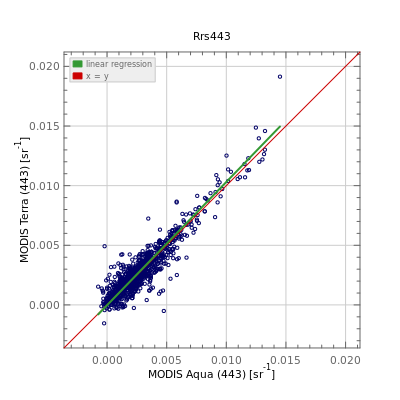 Rrs443
linear regression
x = y
0.020
0.015
0.010
0.005
0.000
MODIS Terra (443) [sr⁻¹]
0.000 0.005 0.010 0.015 0.020
MODIS Aqua (443) [sr⁻¹]